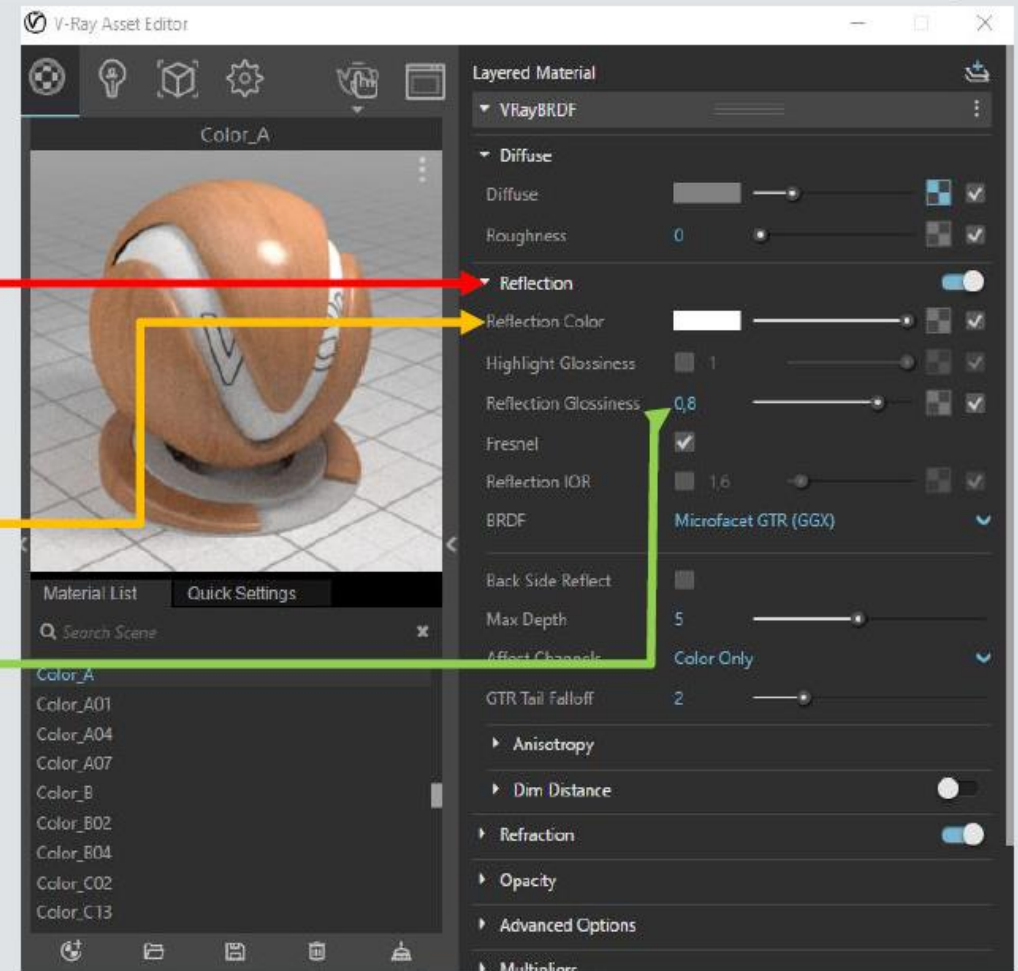 V-Ray Asset Editor
Color_A
Material List Quick Settings
Search Scene
Color_A
Color_A01
Color_A04
Color_A07
Color_B
Color_B02
Color_B04
Color_C02
Color_C13
Layered Material
VRayBRDF
Diffuse
Diffuse
Roughness 0
Reflection
Reflection Color
Highlight Glossiness 1
Reflection Glossiness 0,8
Fresnel
Reflection IOR 1,6
BRDF Microfacet GTR (GGX)
Back Side Reflect
Max Depth 5
Affect Channels Color Only
GTR Tail Falloff 2
Anisotropy
Dim Distance
Refraction
Opacity
Advanced Options
Multipliers